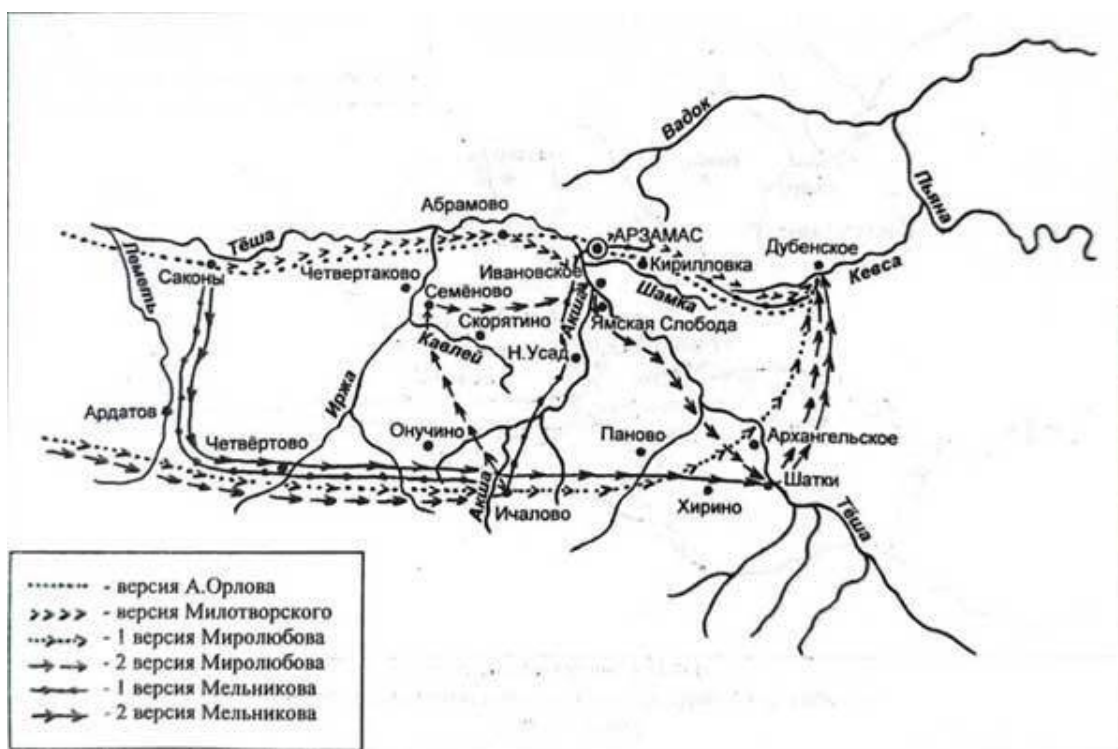 Вадок
Пьяна
Абрамово
Тёша
АРЗАМАС
Дубенское
Леметь
Саконы
Четвертаково
Ивановское
Кирилловка
Кевса
Семёново
Акшай
Шамка
Скорятино
Ямская Слобода
Кавлей
Н.Усад
Иржа
Ардатов
Онучино
Паново
Архангельское
Четвёртово
Акша
Ичалово
Хирино
Шатки
Тёша
- версия А.Орлова
- версия Милотворского
- 1 версия Миролюбова
- 2 версия Миролюбова
- 1 версия Мельникова
- 2 версия Мельникова